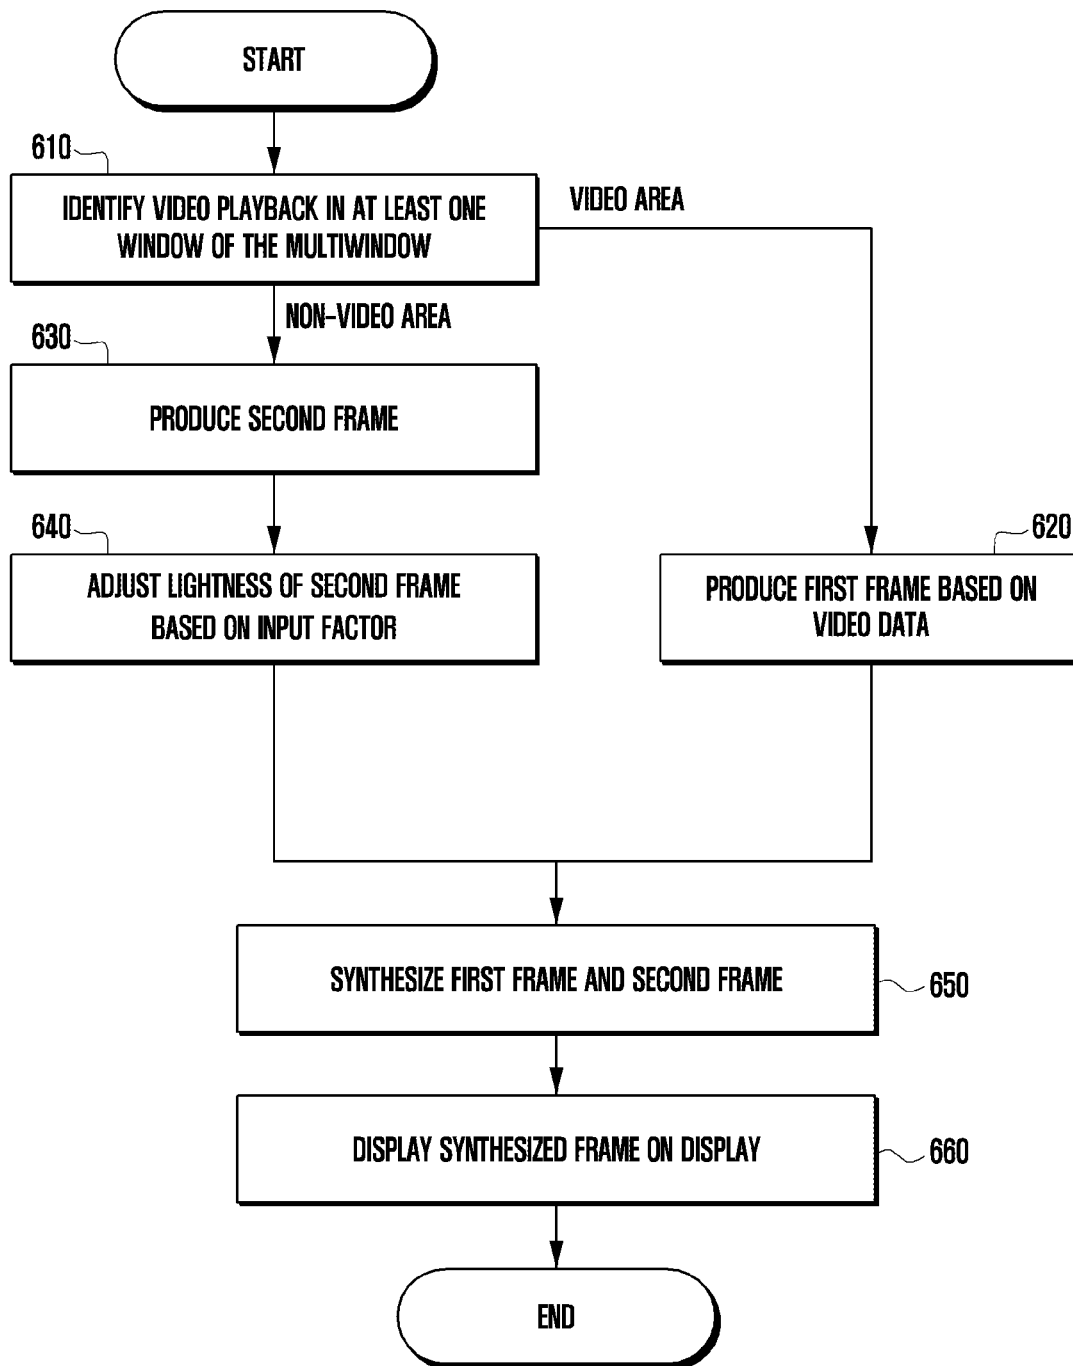 START
610
IDENTIFY VIDEO PLAYBACK IN AT LEAST ONE
WINDOW OF THE MULTIWINDOW
VIDEO AREA
NON-VIDEO AREA
630
PRODUCE SECOND FRAME
640
ADJUST LIGHTNESS OF SECOND FRAME
BASED ON INPUT FACTOR
620
PRODUCE FIRST FRAME BASED ON
VIDEO DATA
SYNTHESIZE FIRST FRAME AND SECOND FRAME
650
DISPLAY SYNTHESIZED FRAME ON DISPLAY
660
END